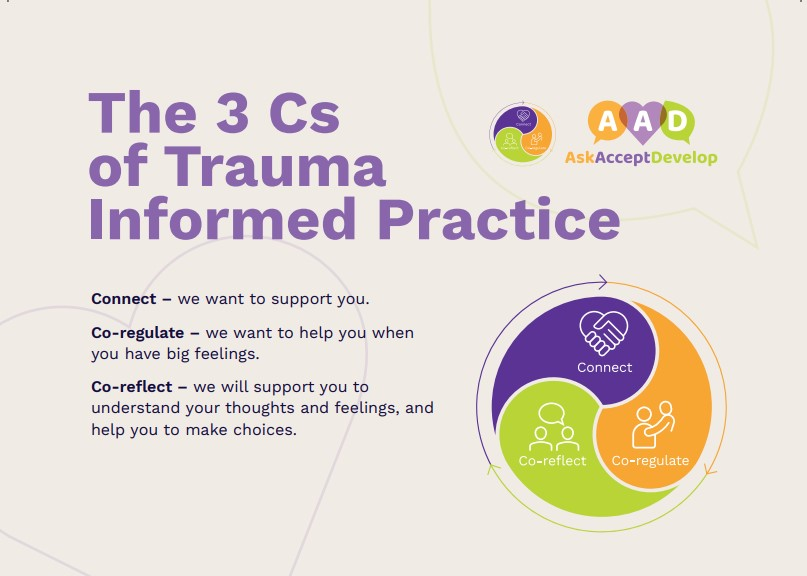 The 3 Cs
of Trauma
Informed Practice
A A D
AskAcceptDevelop
Connect – we want to support you.
Co-regulate – we want to help you when
you have big feelings.
Co-reflect – we will support you to
understand your thoughts and feelings, and
help you to make choices.
Connect
Co-reflect
Co-regulate